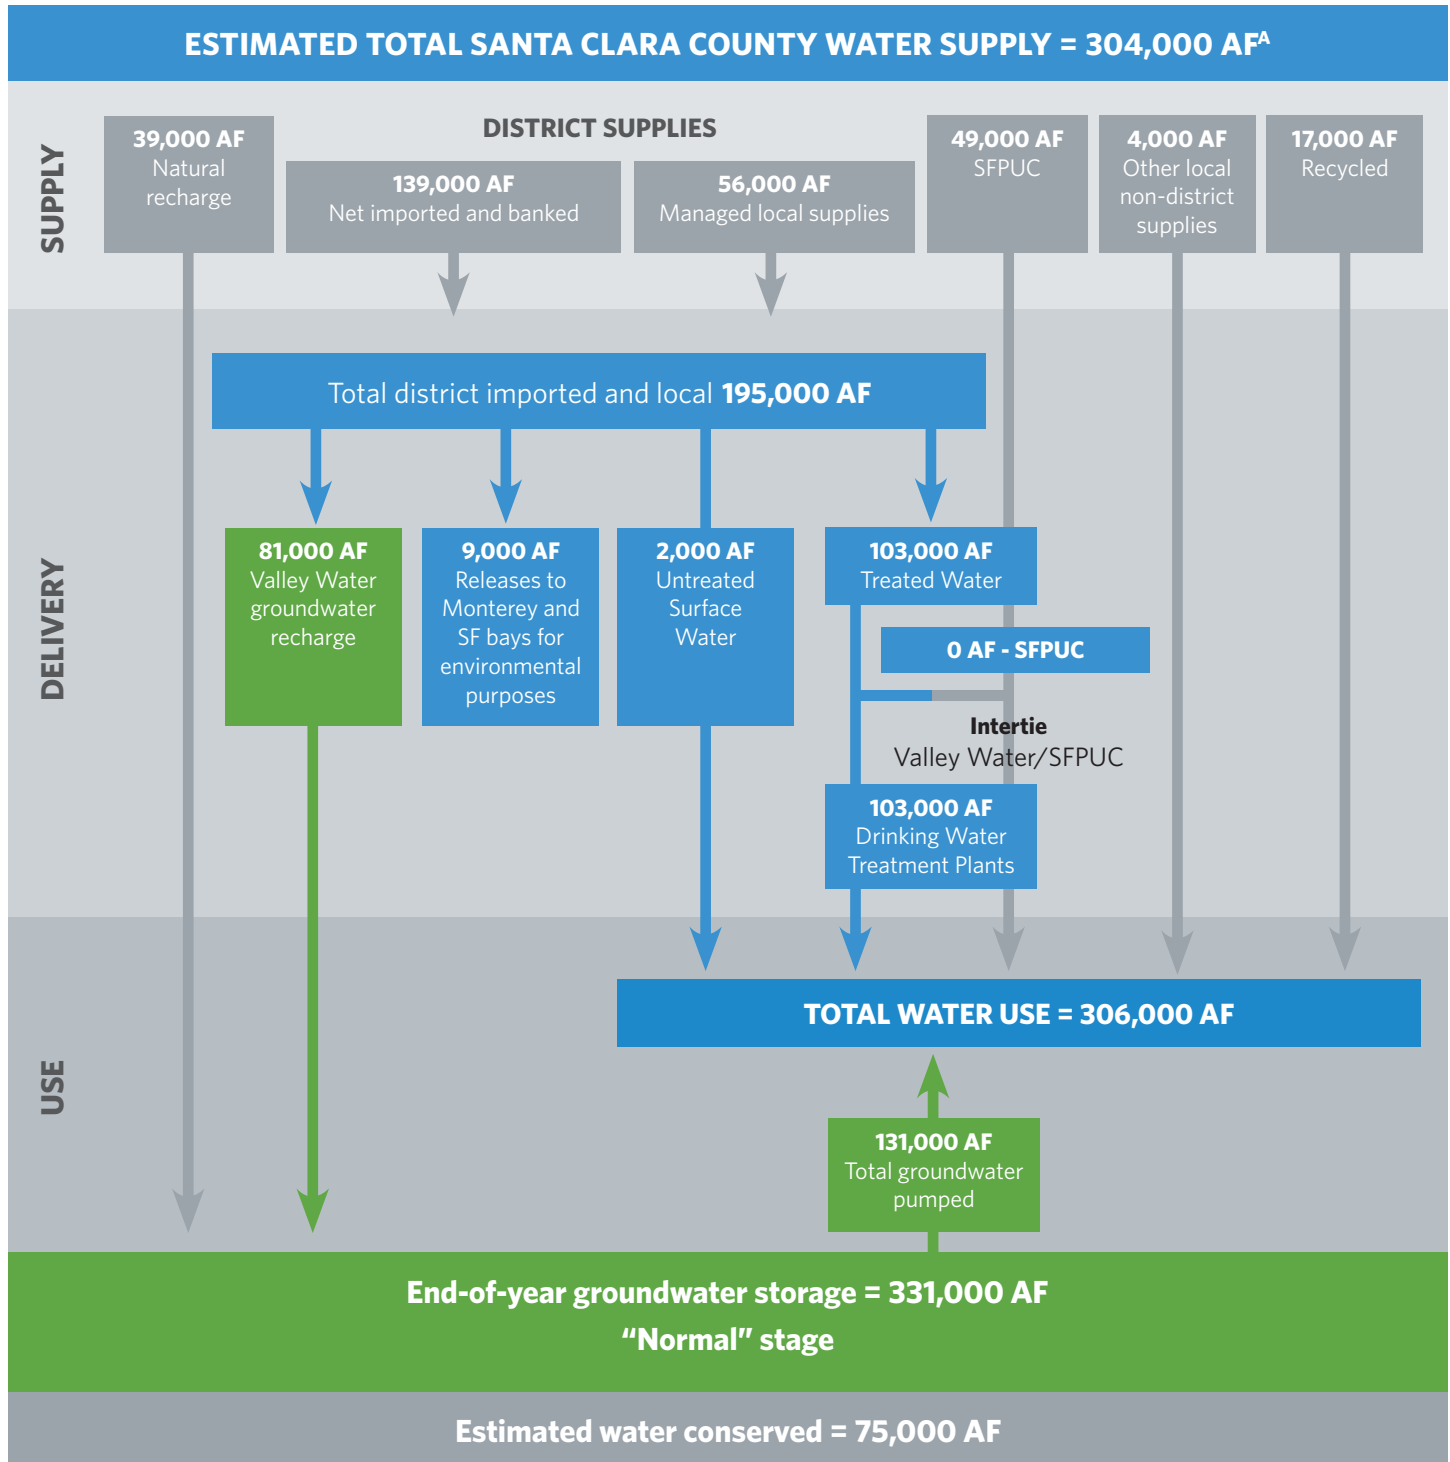 ESTIMATED TOTAL SANTA CLARA COUNTY WATER SUPPLY = 304,000 AFᴬ
SUPPLY
39,000 AF
Natural
recharge
DISTRICT SUPPLIES
139,000 AF
Net imported and banked
56,000 AF
Managed local supplies
49,000 AF
SFPUC
4,000 AF
Other local
non-district
supplies
17,000 AF
Recycled
DELIVERY
Total district imported and local 195,000 AF
81,000 AF
Valley Water
groundwater
recharge
9,000 AF
Releases to
Monterey and
SF bays for
environmental
purposes
2,000 AF
Untreated
Surface
Water
103,000 AF
Treated Water
0 AF - SFPUC
Intertie
Valley Water/SFPUC
103,000 AF
Drinking Water
Treatment Plants
USE
TOTAL WATER USE = 306,000 AF
131,000 AF
Total groundwater
pumped
End-of-year groundwater storage = 331,000 AF
“Normal” stage
Estimated water conserved = 75,000 AF